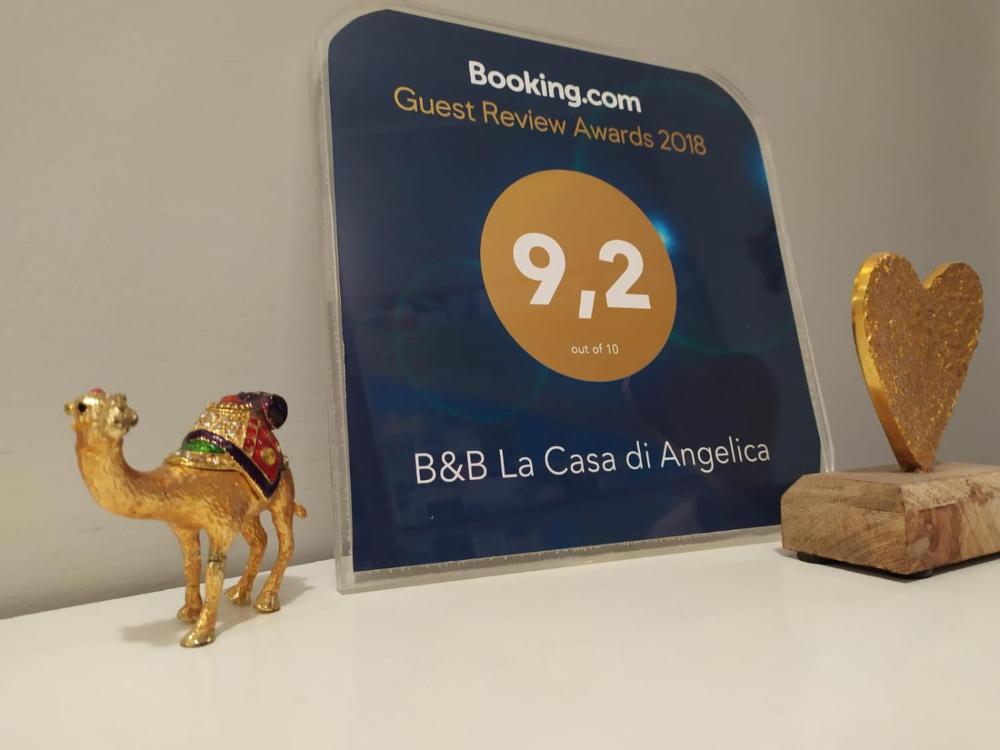 Booking.com
Guest Review Awards 2018
9,2
out of 10
B&B La Casa di Angelica